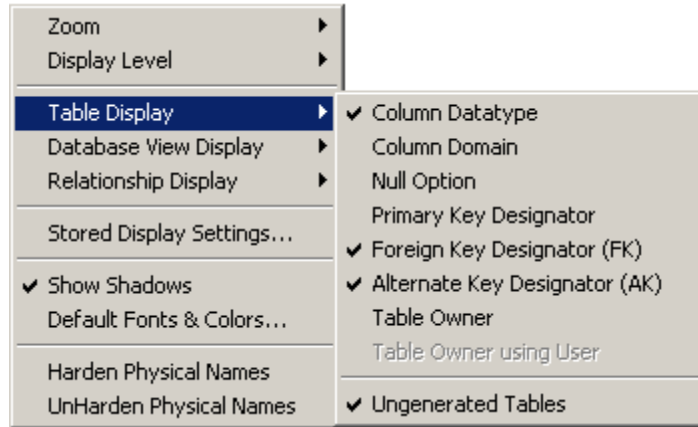 Zoom
Display Level
Table Display
Database View Display
Relationship Display
Stored Display Settings...
Show Shadows
Default Fonts & Colors...
Harden Physical Names
UnHarden Physical Names
Column Datatype
Column Domain
Null Option
Primary Key Designator
Foreign Key Designator (FK)
Alternate Key Designator (AK)
Table Owner
Table Owner using User
Ungenerated Tables